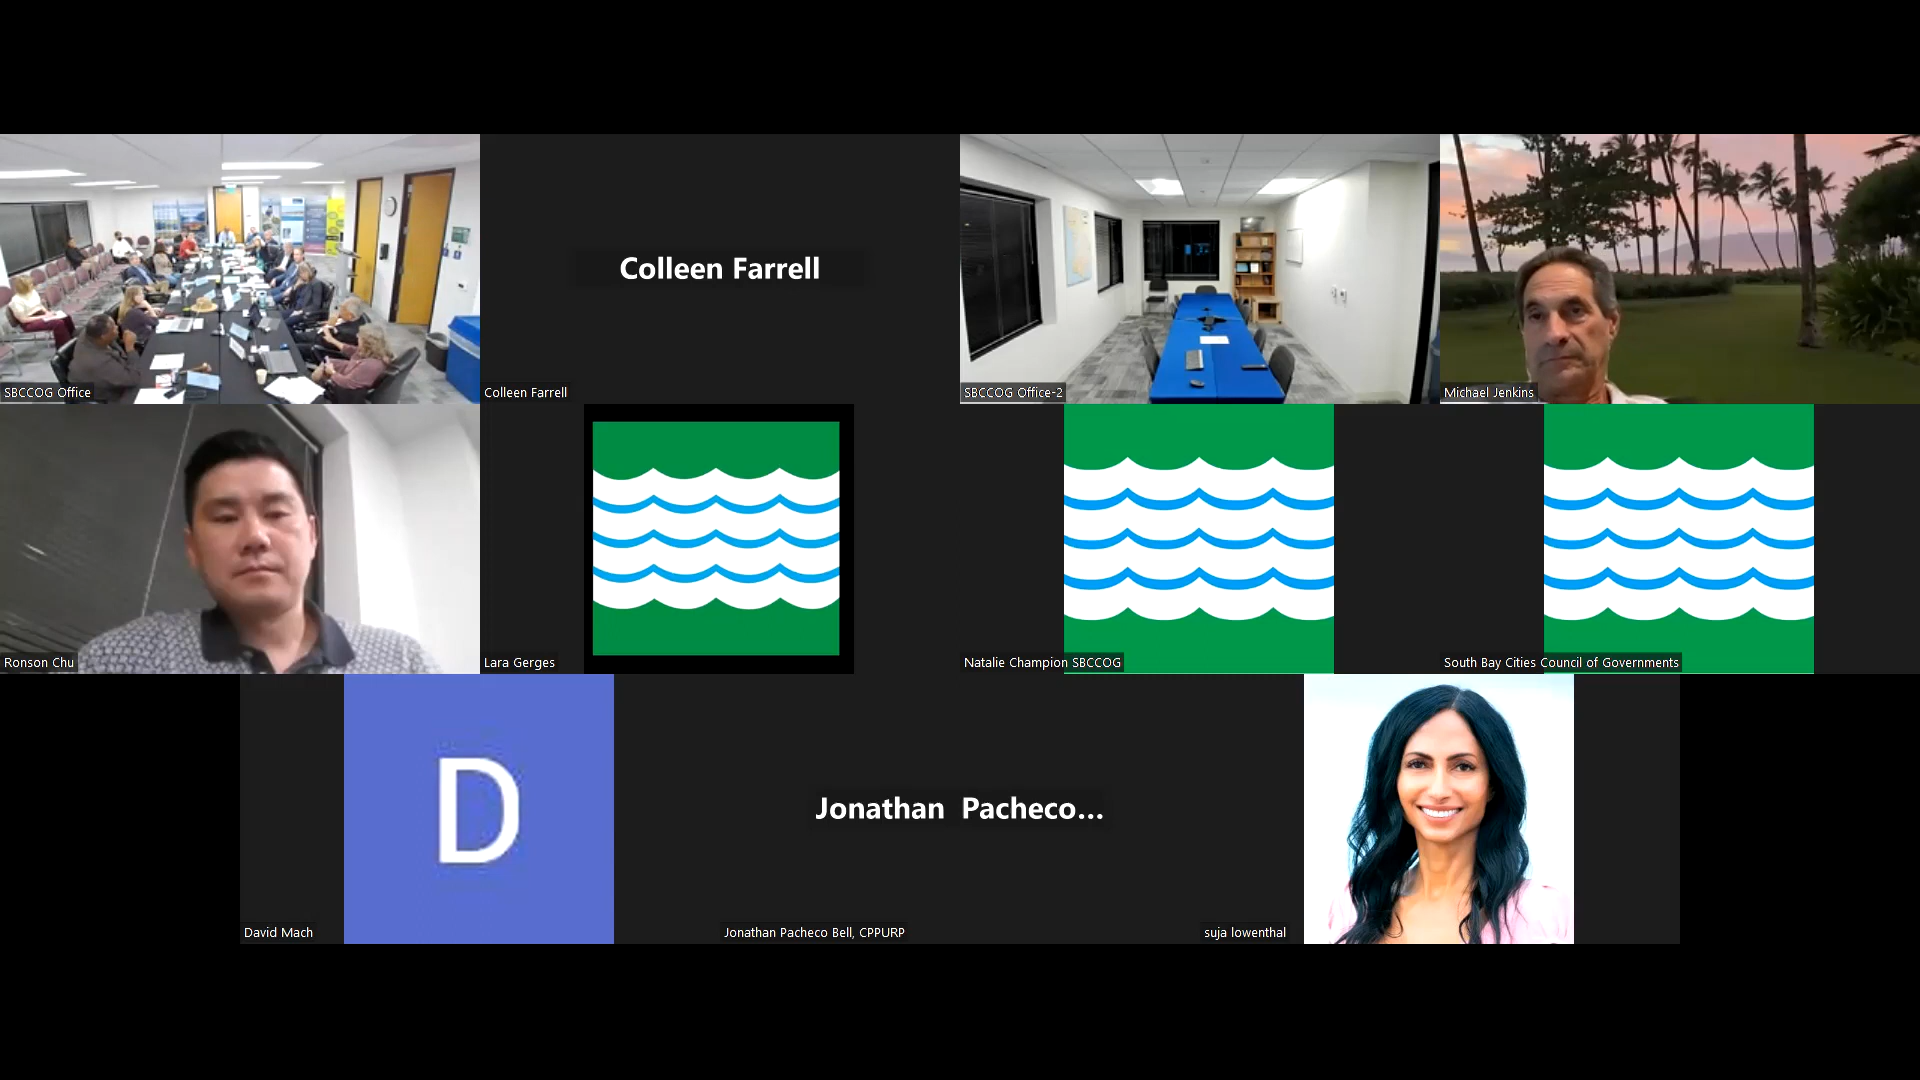 SBCCOG Office
Colleen Farrell
Colleen Farrell
SBCCOG Office-2
Michael Jenkins
Ronson Chu
Lara Gerges
Natalie Champion SBCCOG
South Bay Cities Council of Governments
D
David Mach
Jonathan Pacheco...
Jonathan Pacheco Bell, CPPURP
suja lowenthal